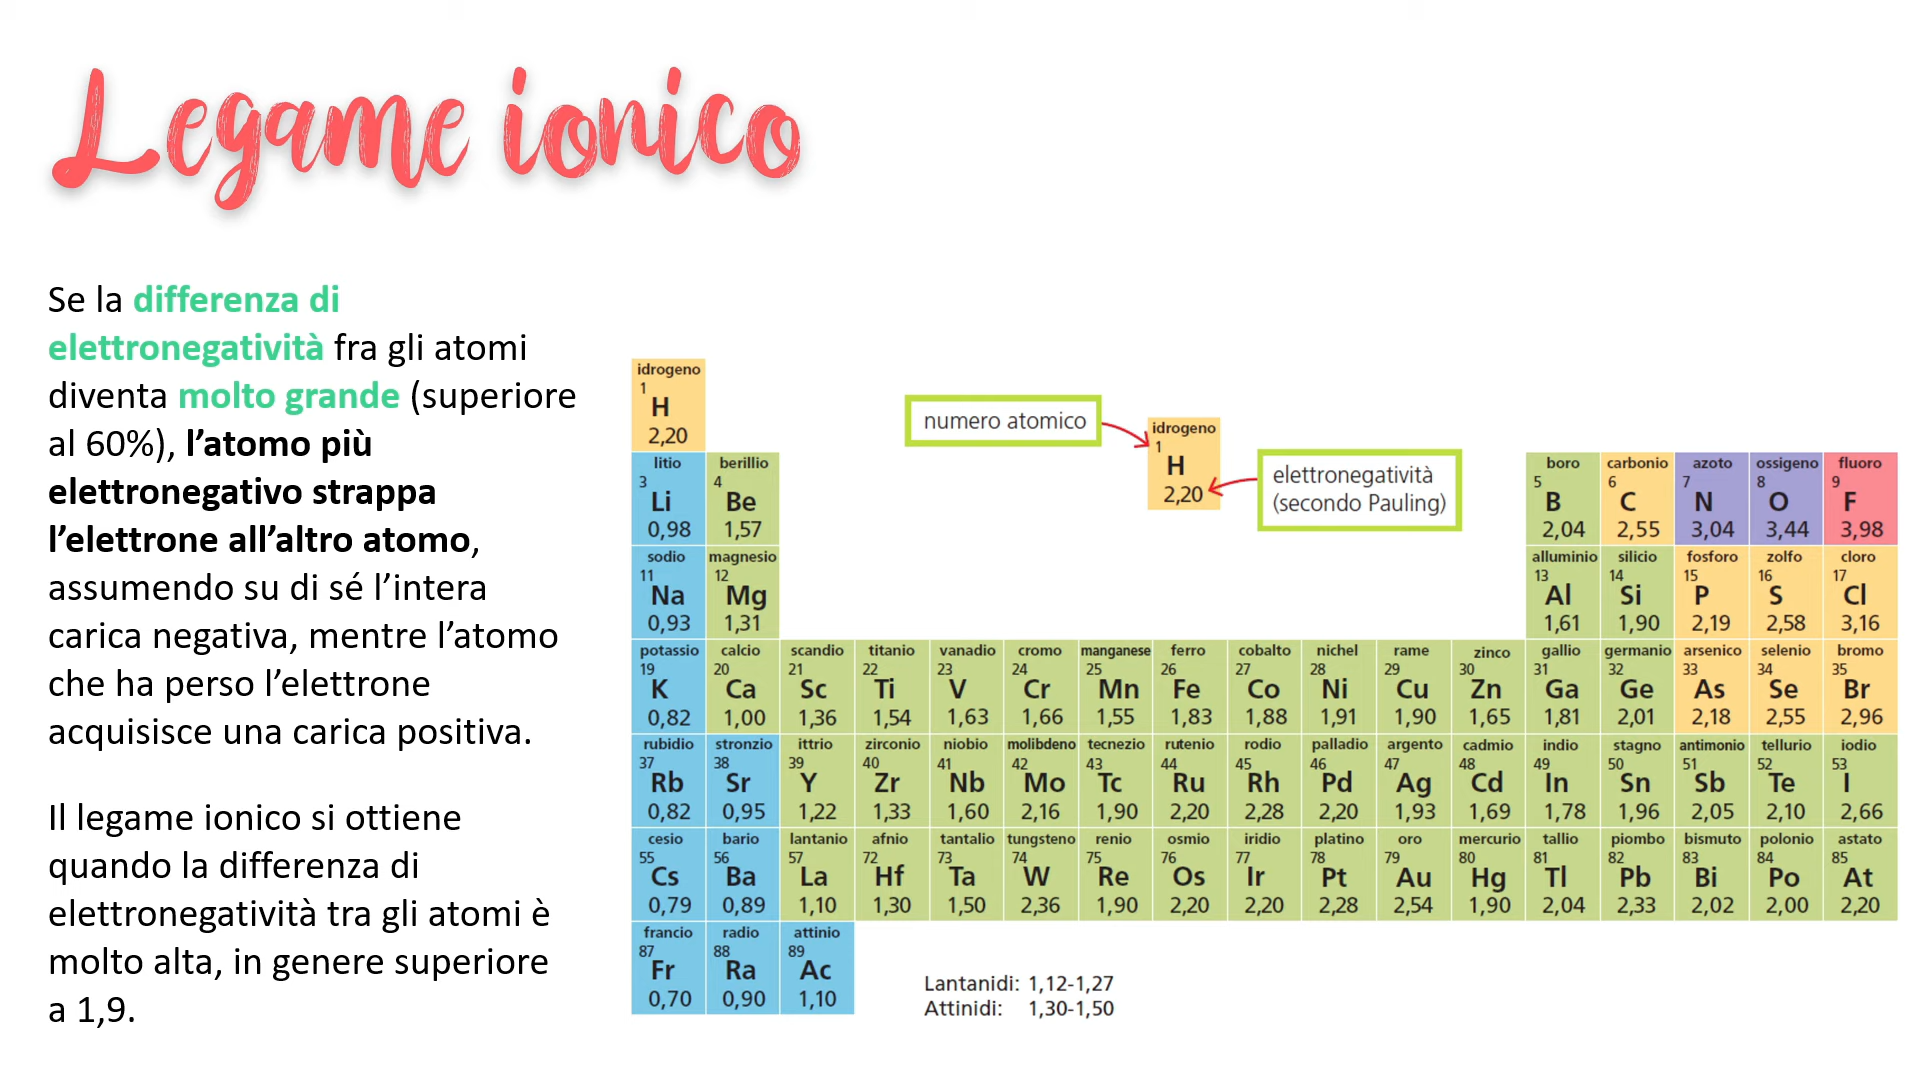 Legame ionico
Se la differenza di
elettronegatività fra gli atomi
diventa molto grande (superiore
al 60%), l’atomo più
elettronegativo strappa
l’elettrone all’altro atomo,
assumendo su di sé l’intera
carica negativa, mentre l’atomo
che ha perso l’elettrone
acquisisce una carica positiva.
Il legame ionico si ottiene
quando la differenza di
elettronegatività tra gli atomi è
molto alta, in genere superiore
a 1,9.
numero atomico
idrogeno
1
H
2,20
elettronegatività
(secondo Pauling)
idrogeno
1
H
2,20
litio berillio boro carbonio azoto ossigeno fluoro
3 4 5 6 7 8 9
Li Be B C N O F
0,98 1,57 2,04 2,55 3,04 3,44 3,98
sodio magnesio alluminio silicio fosforo zolfo cloro
11 12 13 14 15 16 17
Na Mg Al Si P S Cl
0,93 1,31 1,61 1,90 2,19 2,58 3,16
potassio calcio scandio titanio vanadio cromo manganese ferro cobalto nichel rame zinco gallio germanio arsenico selenio bromo
19 20 21 22 23 24 25 26 27 28 29 30 31 32 33 34 35
K Ca Sc Ti V Cr Mn Fe Co Ni Cu Zn Ga Ge As Se Br
0,82 1,00 1,36 1,54 1,63 1,66 1,55 1,83 1,88 1,91 1,90 1,65 1,81 2,01 2,18 2,55 2,96
rubidio stronzio ittrio zirconio niobio molibdeno tecnezio rutenio rodio palladio argento cadmio indio stagno antimonio tellurio iodio
37 38 39 40 41 42 43 44 45 46 47 48 49 50 51 52 53
Rb Sr Y Zr Nb Mo Tc Ru Rh Pd Ag Cd In Sn Sb Te I
0,82 0,95 1,22 1,33 1,60 2,16 1,90 2,20 2,28 2,20 1,93 1,69 1,78 1,96 2,05 2,10 2,66
cesio bario lantanio afnio tantalio tungsteno renio osmio iridio platino oro mercurio tallio piombo bismuto polonio astato
55 56 57 72 73 74 75 76 77 78 79 80 81 82 83 84 85
Cs Ba La Hf Ta W Re Os Ir Pt Au Hg Tl Pb Bi Po At
0,79 0,89 1,10 1,30 1,50 2,36 1,90 2,20 2,20 2,28 2,54 1,90 2,04 2,33 2,02 2,00 2,20
francio radio attinio
87 88 89
Fr Ra Ac
0,70 0,90 1,10
Lantanidi: 1,12-1,27
Attinidi: 1,30-1,50